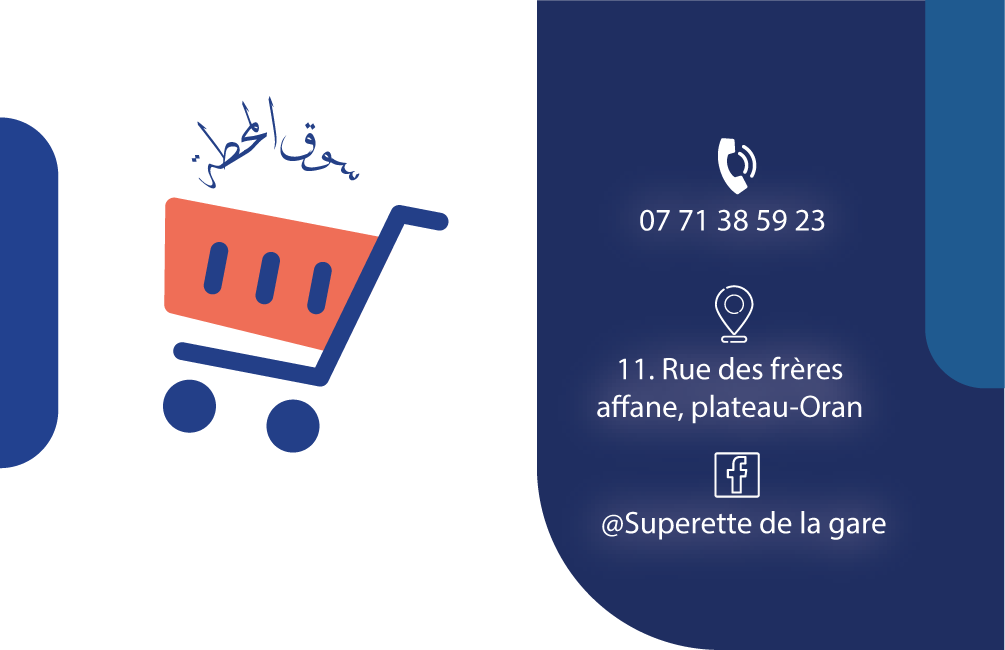 سوق المحطة
07 71 38 59 23
11. Rue des frères
affane, plateau-Oran
@Superette de la gare